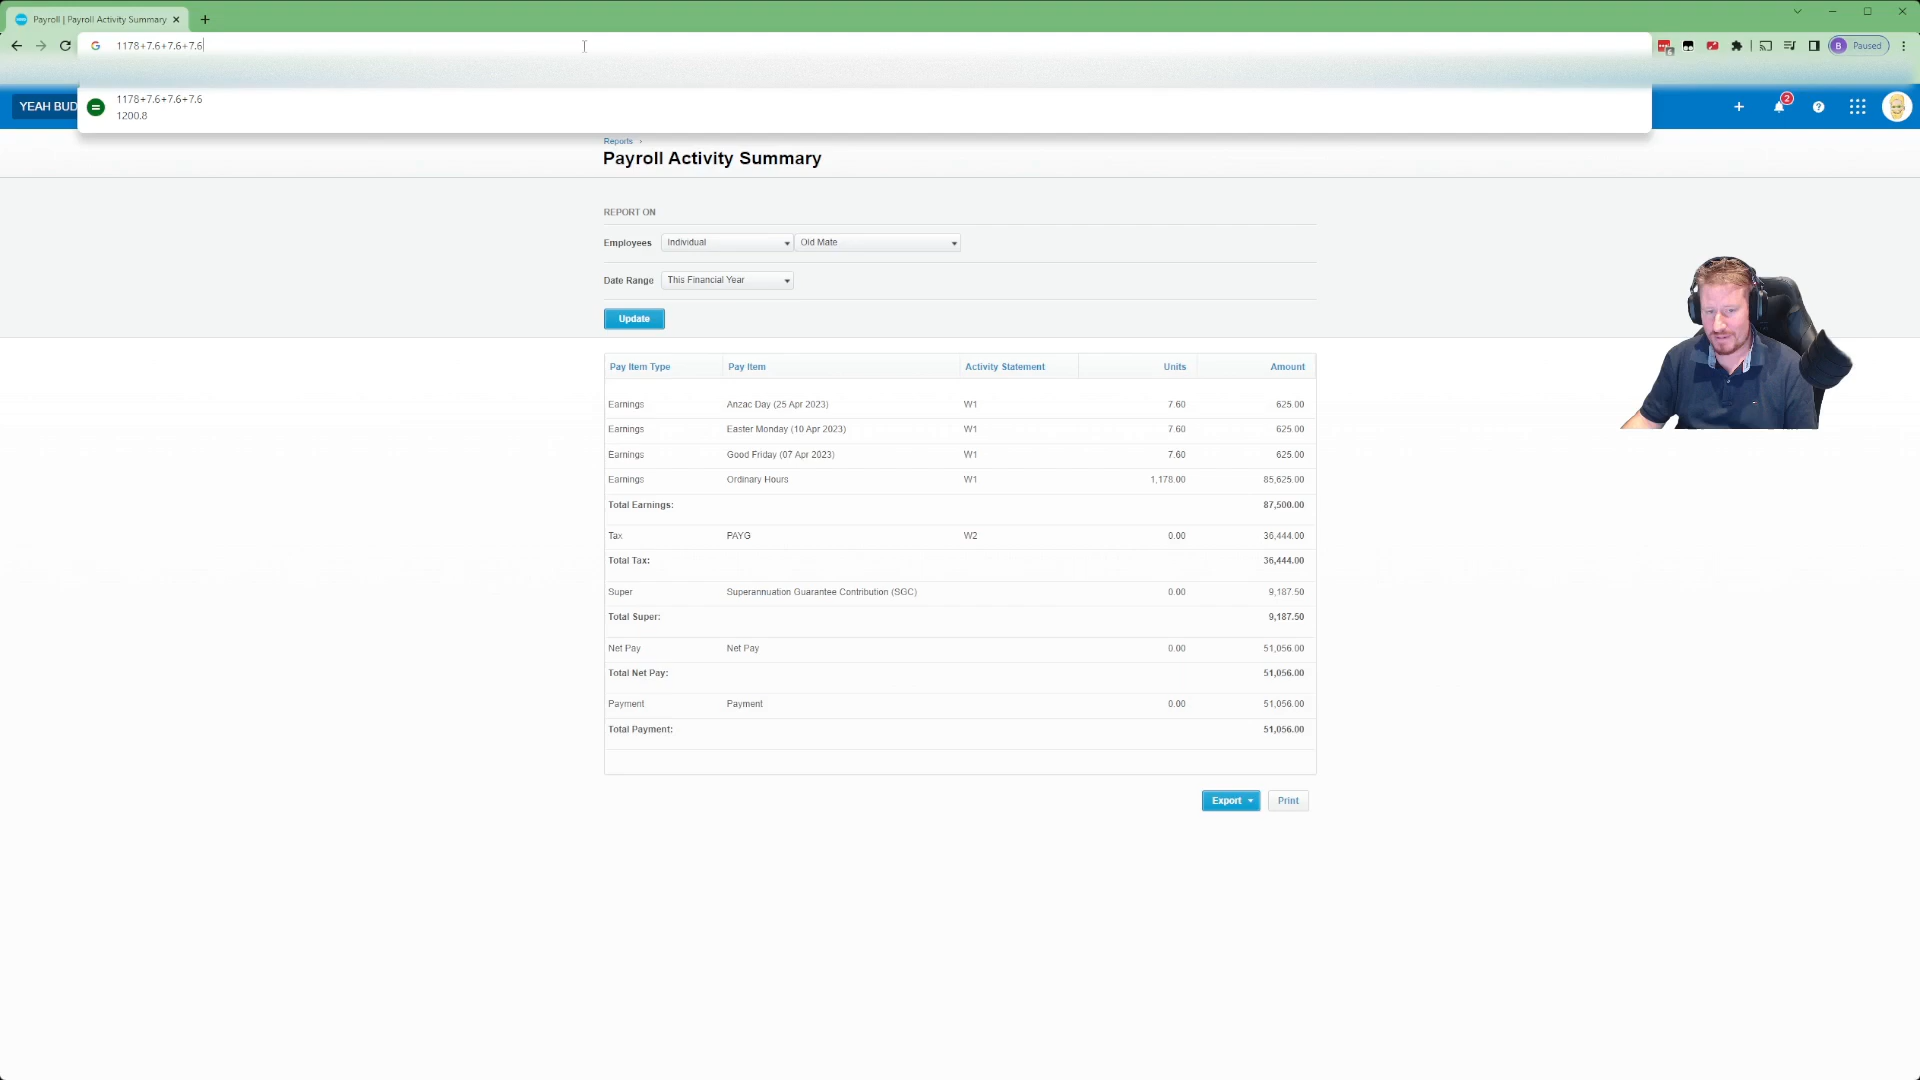 Payroll | Payroll Activity Summary
1178+7.6+7.6+7.6
Paused
B
1178+7.6+7.6+7.6
1200.8
YEAH BUD
2
Reports ›
Payroll Activity Summary
REPORT ON
Employees Individual Old Mate
Date Range This Financial Year
Update
Pay Item Type Pay Item Activity Statement Units Amount
Earnings Anzac Day (25 Apr 2023) W1 7.60 625.00
Earnings Easter Monday (10 Apr 2023) W1 7.60 625.00
Earnings Good Friday (07 Apr 2023) W1 7.60 625.00
Earnings Ordinary Hours W1 1,178.00 85,625.00
Total Earnings: 87,500.00
Tax PAYG W2 0.00 36,444.00
Total Tax: 36,444.00
Super Superannuation Guarantee Contribution (SGC) 0.00 9,187.50
Total Super: 9,187.50
Net Pay Net Pay 0.00 51,056.00
Total Net Pay: 51,056.00
Payment Payment 0.00 51,056.00
Total Payment: 51,056.00
Export Print